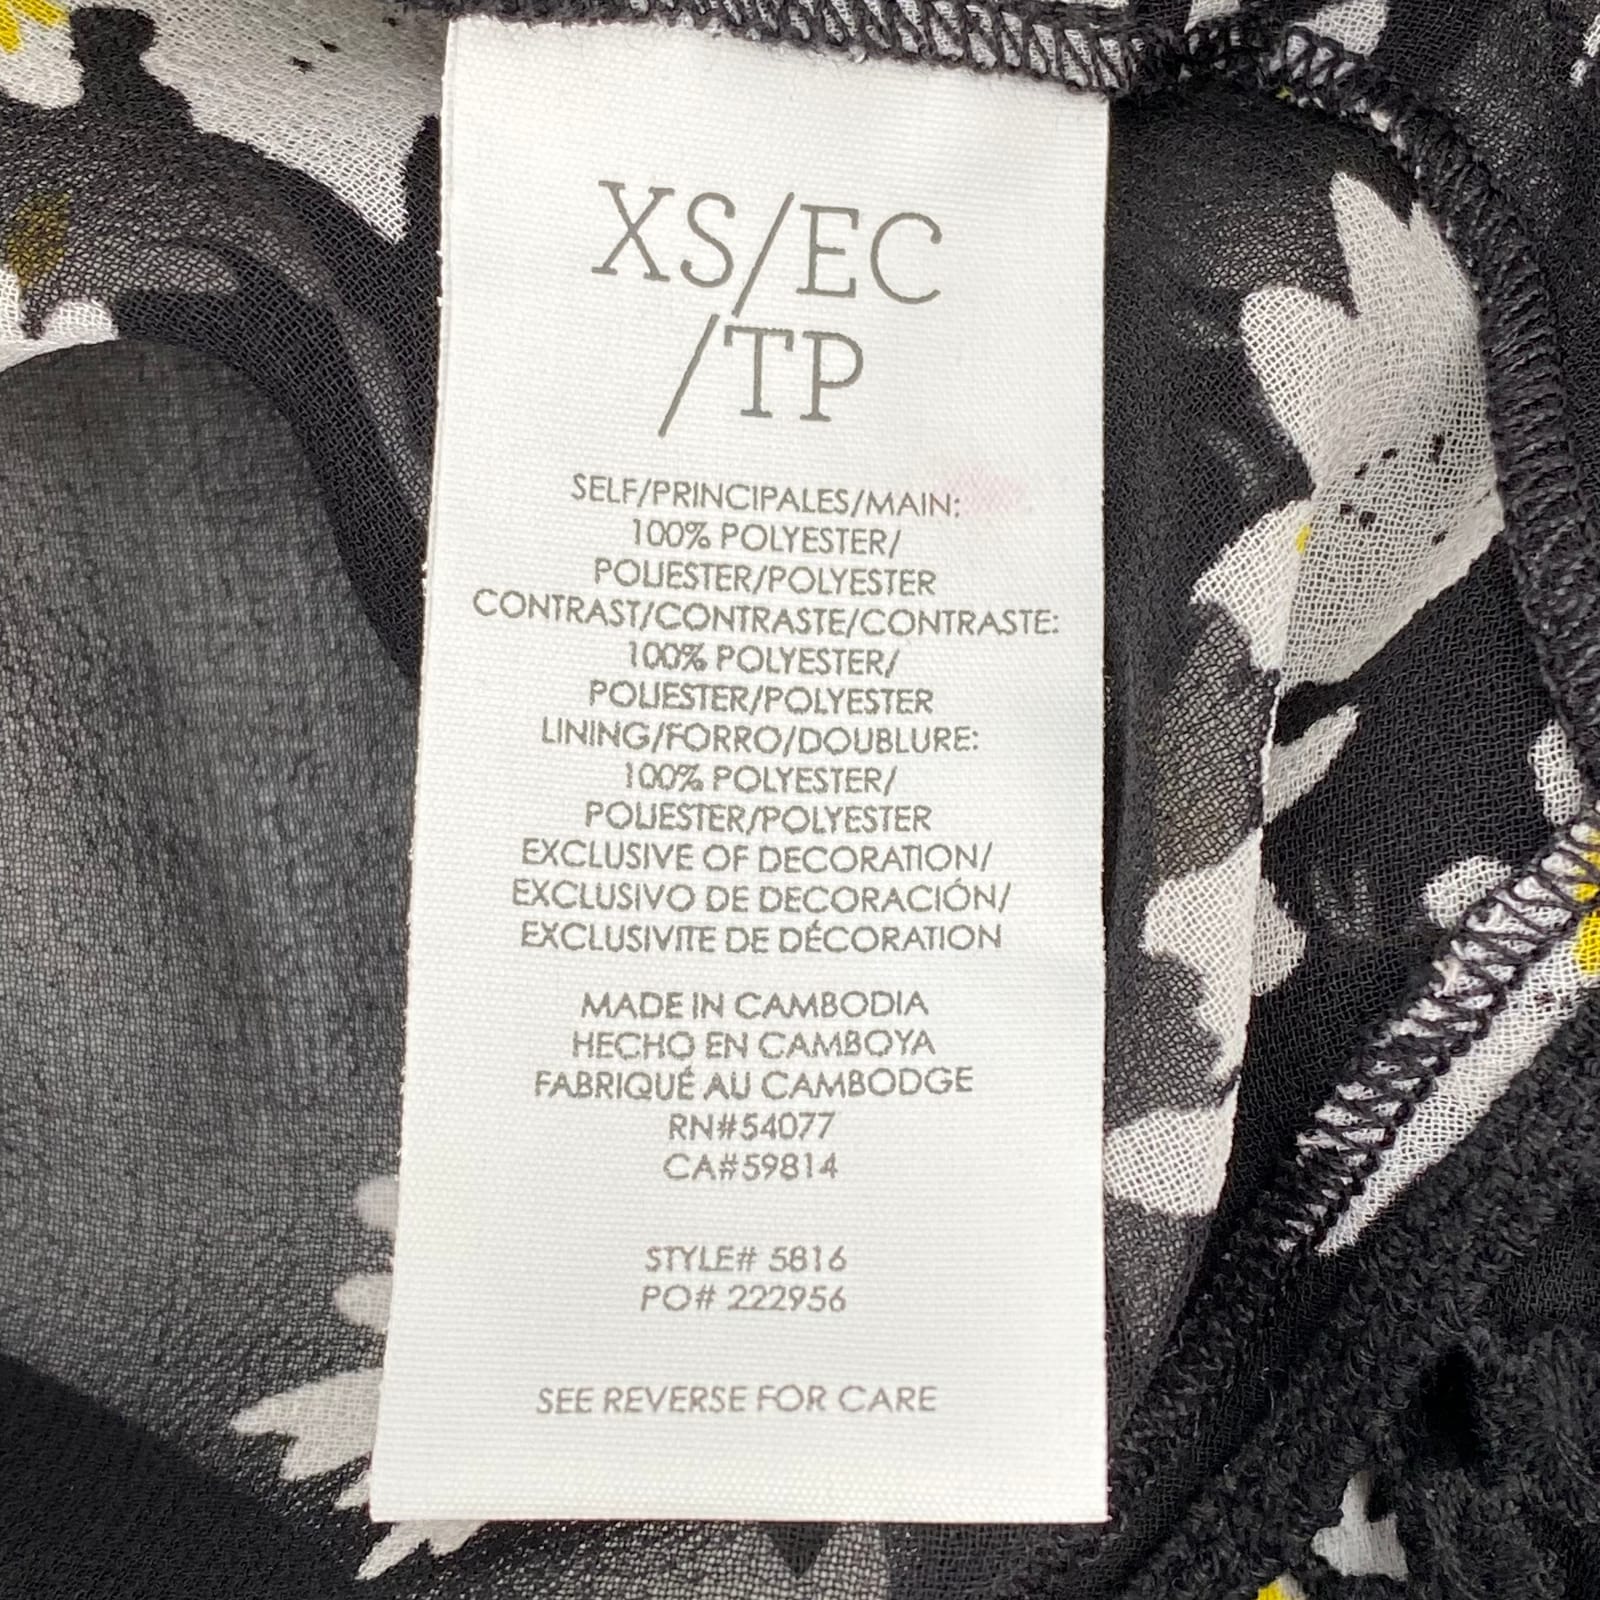 XS/EC
/TP
SELF/PRINCIPALES/MAIN:
100% POLYESTER/
POLIESTER/POLYESTER
CONTRAST/CONTRASTE/CONTRASTE:
100% POLYESTER/
POLIESTER/POLYESTER
LINING/FORRO/DOUBLURE:
100% POLYESTER/
POLIESTER/POLYESTER
EXCLUSIVE OF DECORATION/
EXCLUSIVO DE DECORACIÓN/
EXCLUSIVITE DE DÉCORATION
MADE IN CAMBODIA
HECHO EN CAMBOYA
FABRIQUÉ AU CAMBODGE
RN#54077
CA#59814
STYLE# 5816
PO# 222956
SEE REVERSE FOR CARE